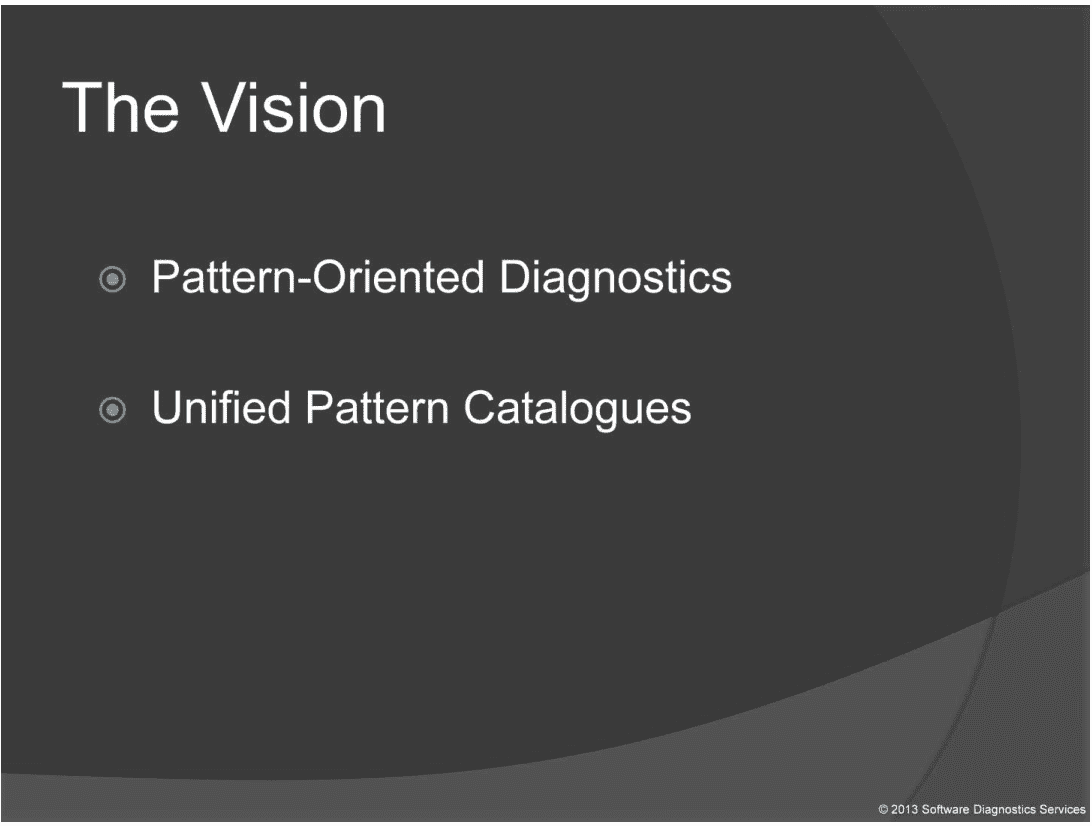 The Vision
Pattern-Oriented Diagnostics
Unified Pattern Catalogues
© 2013 Software Diagnostics Services